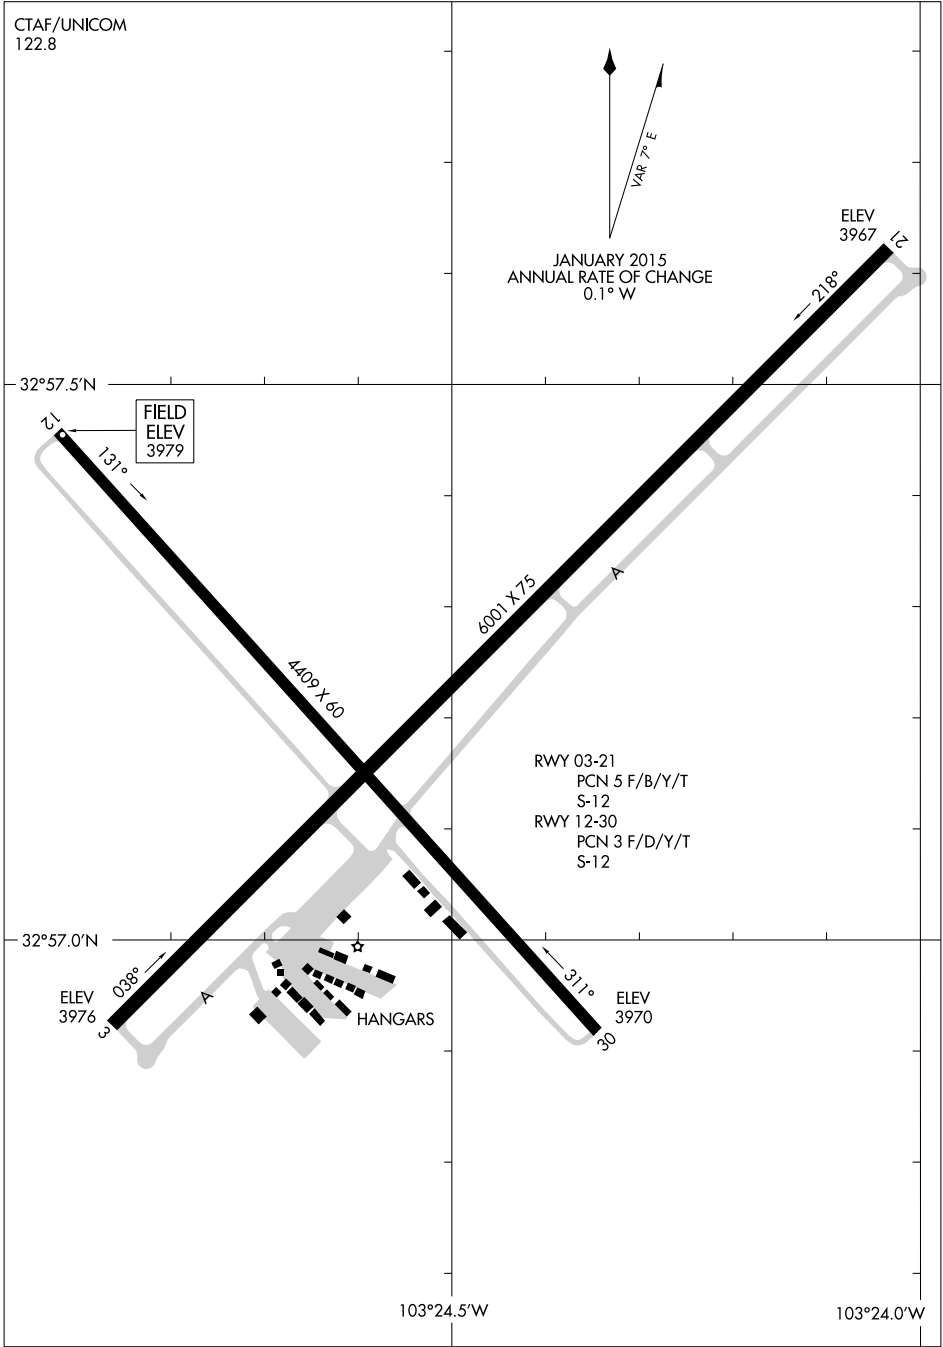 CTAF/UNICOM
122.8
VAR 7° E
JANUARY 2015
ANNUAL RATE OF CHANGE
0.1° W
ELEV
3967
21
218°
32°57.5'N
12
FIELD
ELEV
3979
131°
6001 X 75
A
4409 X 60
RWY 03-21
PCN 5 F/B/Y/T
S-12
RWY 12-30
PCN 3 F/D/Y/T
S-12
32°57.0'N
038°
A
ELEV
3976
3
HANGARS
311°
ELEV
3970
30
103°24.5'W
103°24.0'W